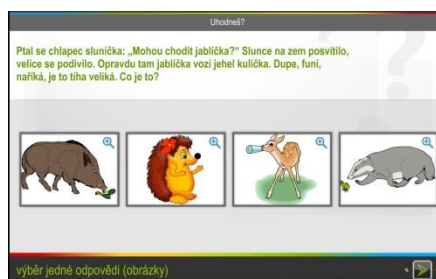 Uhodneš?
Ptal se chlapec sluníčka: „Mohou chodit jablíčka?“ Slunce na zem posvítilo,
velice se podivilo. Opravdu tam jablíčka vozí jehel kulička. Dupe, funí,
naříká, je to tíha veliká. Co je to?
výběr jedné odpovědi (obrázky)